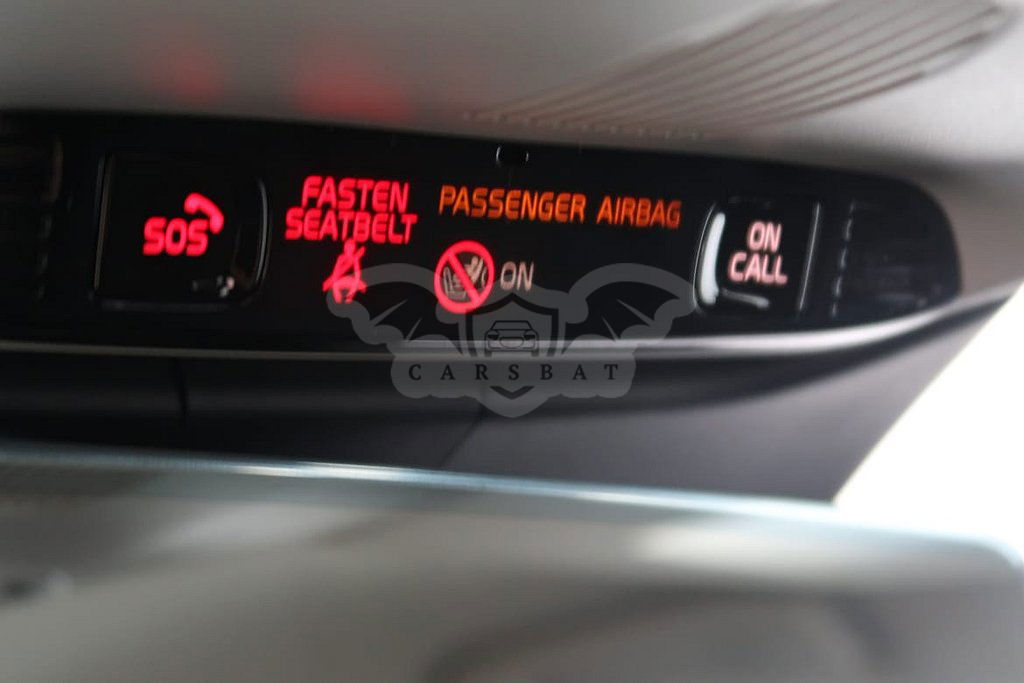 SOS
FASTEN
SEATBELT
PASSENGER AIRBAG
ON
ON
CALL
CARSBAT